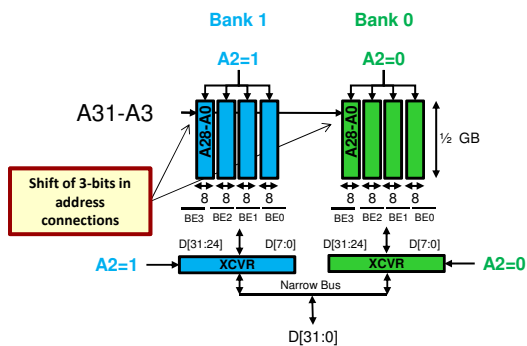 Bank 1 Bank 0
A2=1 A2=0
A31-A3
A28-A0 A28-A0
½ GB
Shift of 3-bits in
address
connections
8 8 8 8 8 8 8 8
BE3 BE2 BE1 BE0 BE3 BE2 BE1 BE0
D[31:24] D[7:0] D[31:24] D[7:0]
A2=1 XCVR XCVR A2=0
Narrow Bus
D[31:0]